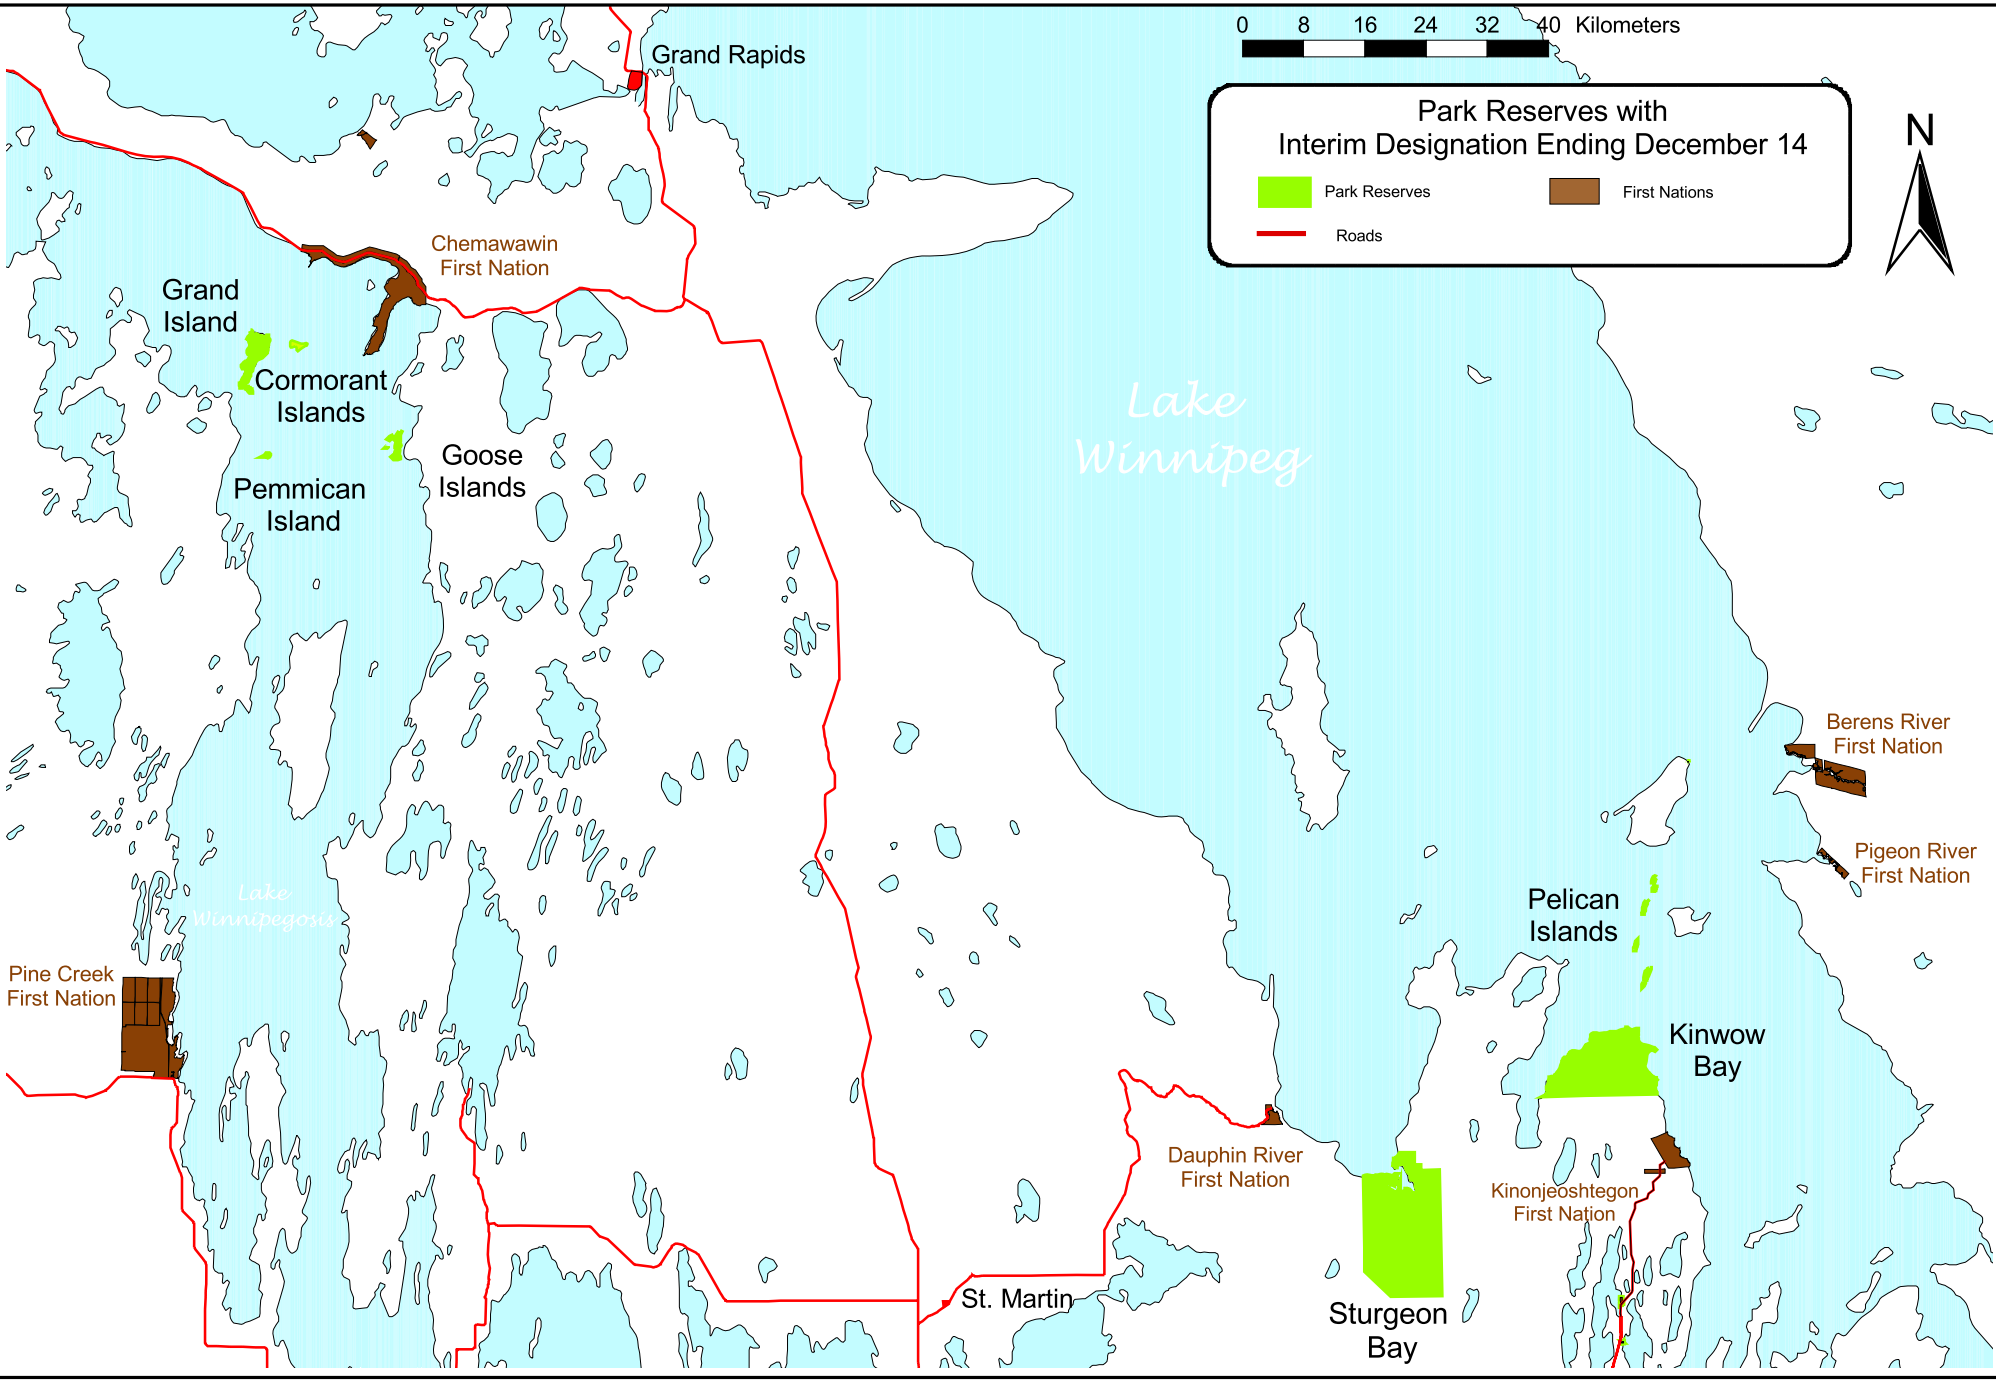 0 8 16 24 32 40 Kilometers
Grand Rapids
Park Reserves with
Interim Designation Ending December 14
Park Reserves
First Nations
Roads
N
Chemawawin
First Nation
Grand
Island
Cormorant
Islands
Goose
Islands
Pemmican
Island
Lake
Winnipeg
Berens River
First Nation
Pigeon River
First Nation
Pelican
Islands
Lake
Winnipegosis
Pine Creek
First Nation
Kinwow
Bay
Dauphin River
First Nation
Kinonjeoshtegon
First Nation
St. Martin
Sturgeon
Bay